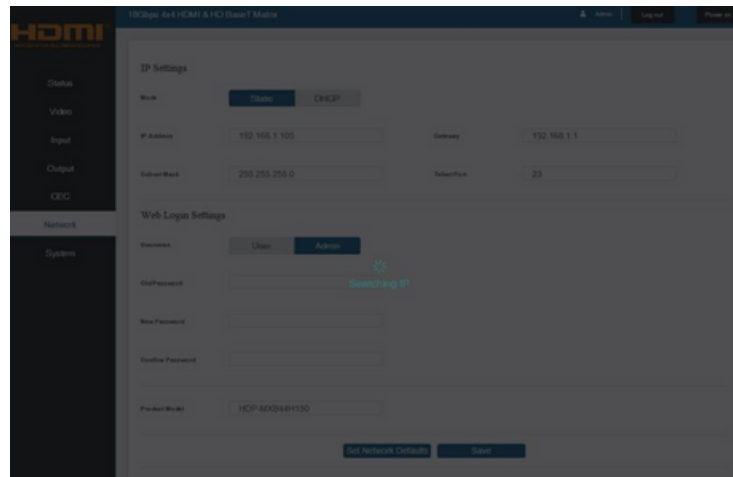 18Gbps 4x4 HDMI & HD BaseT Matrix
Admin
Log out
Power on
HDMI
Status
Video
Input
Output
CEC
Network
System
IP Settings
Mode
Static
DHCP
IP Address
192.168.1.105
Gateway
192.168.1.1
Subnet Mask
255.255.255.0
Telnet Port
23
Web Login Settings
Username
User
Admin
Searching IP
Old Password
New Password
Confirm Password
Product Model
Set Network Defaults
Save